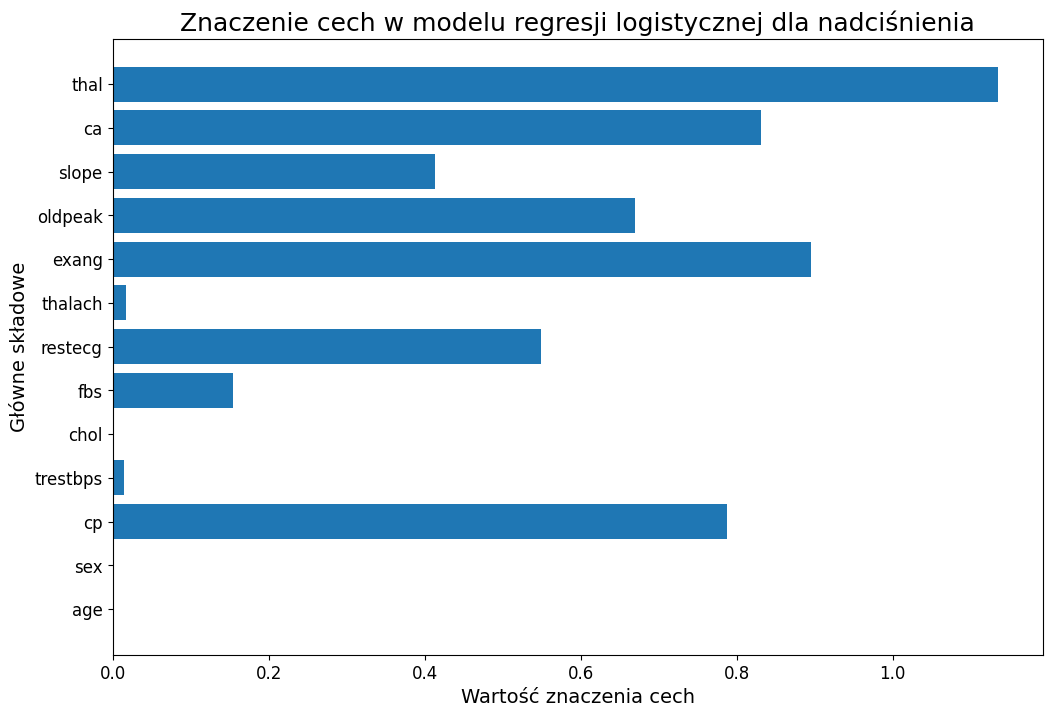 Znaczenie cech w modelu regresji logistycznej dla nadciśnienia
thal
ca
slope
oldpeak
exang
thalach
restecg
fbs
chol
trestbps
cp
sex
age
Główne składowe
0.0 0.2 0.4 0.6 0.8 1.0
Wartość znaczenia cech